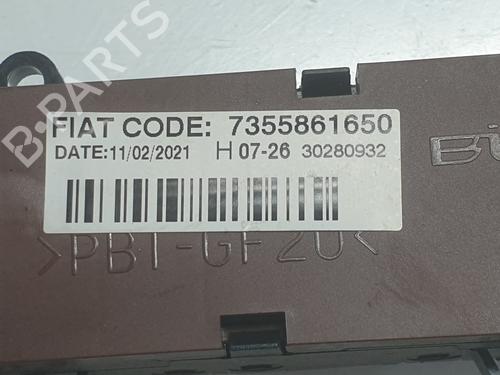 FIAT CODE: 7355861650
DATE:11/02/2021 H 07-26 30280932
>PBT-GF20<
B-PARTS